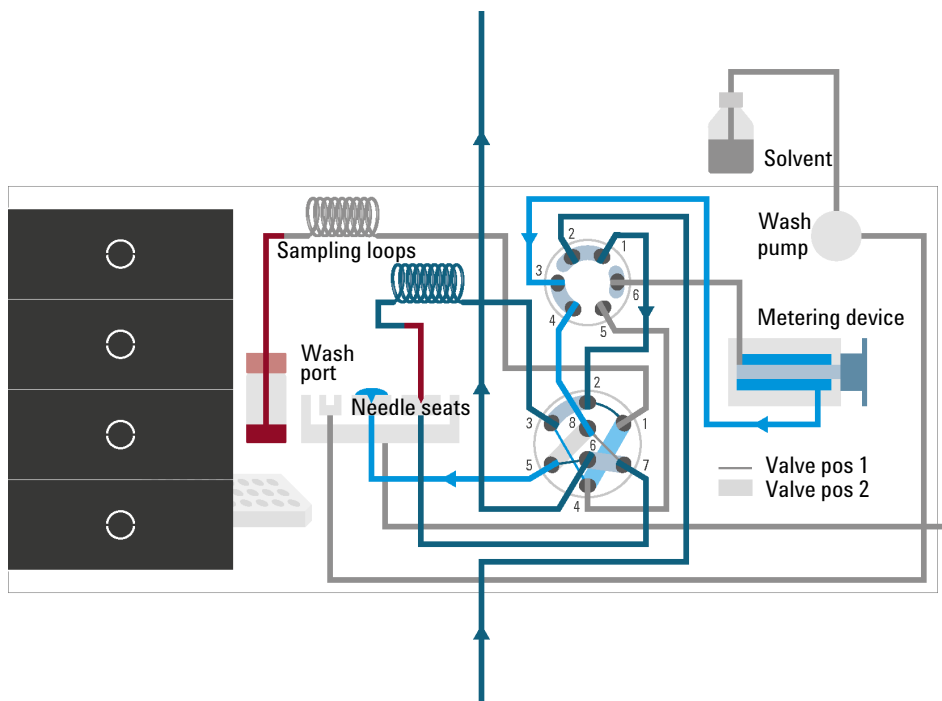 Solvent
Wash
pump
Sampling loops
2
1
3
6
4
5
Metering device
Wash
port
Needle seats
2
3
8
1
6
5
7
4
Valve pos 1
Valve pos 2